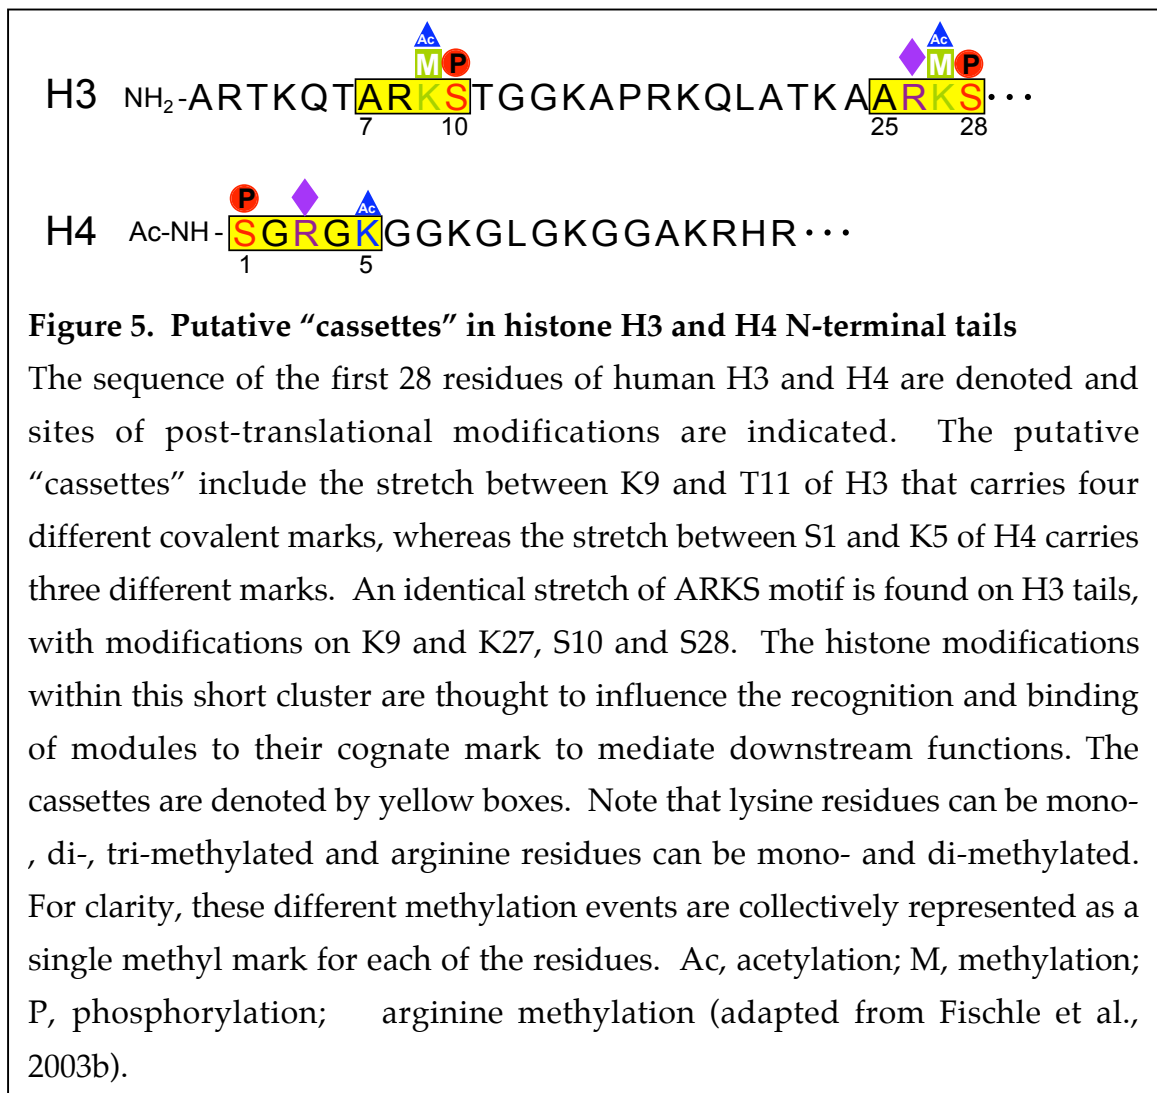 Ac Ac
M P M P
H3 NH2-ARTKQTARKSTGGKAPRKQLATKAARKS···
7 10 25 28
P Ac
H4 Ac-NH-SGRGKGGKGLGKGGAKRHR···
1 5
Figure 5. Putative “cassettes” in histone H3 and H4 N-terminal tails
The sequence of the first 28 residues of human H3 and H4 are denoted and
sites of post-translational modifications are indicated. The putative
“cassettes” include the stretch between K9 and T11 of H3 that carries four
different covalent marks, whereas the stretch between S1 and K5 of H4 carries
three different marks. An identical stretch of ARKS motif is found on H3 tails,
with modifications on K9 and K27, S10 and S28. The histone modifications
within this short cluster are thought to influence the recognition and binding
of modules to their cognate mark to mediate downstream functions. The
cassettes are denoted by yellow boxes. Note that lysine residues can be mono-
, di-, tri-methylated and arginine residues can be mono- and di-methylated.
For clarity, these different methylation events are collectively represented as a
single methyl mark for each of the residues. Ac, acetylation; M, methylation;
P, phosphorylation; arginine methylation (adapted from Fischle et al.,
2003b).